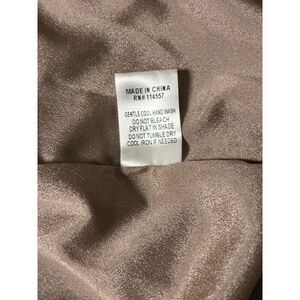 MADE IN CHINA
RN# 114557
GENTLE COOL HAND WASH
DO NOT BLEACH
DRY FLAT IN SHADE
DO NOT TUMBLE DRY
COOL IRON IF NEEDED